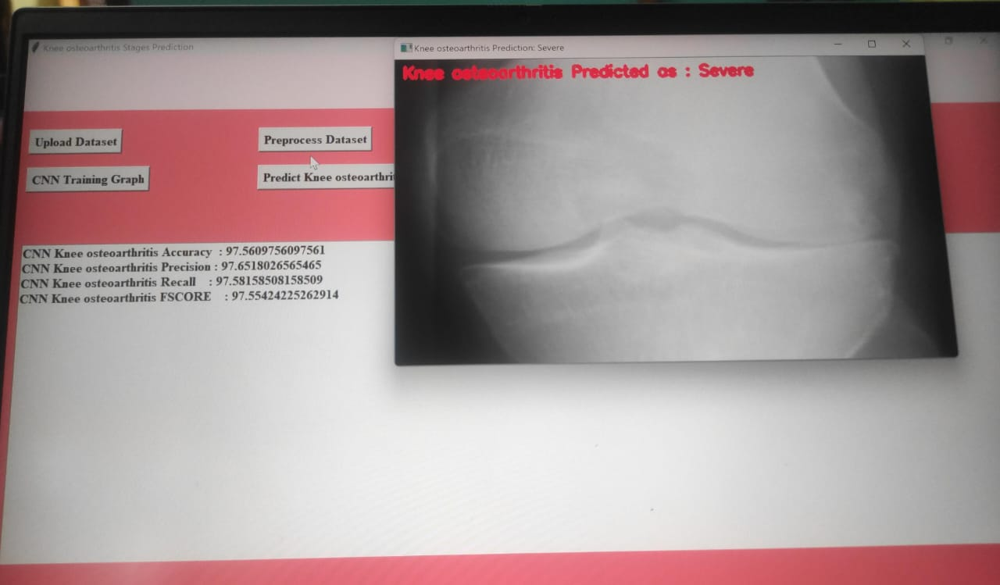 Knee osteoarthritis Stages Prediction
Knee osteoarthritis Prediction: Severe
Knee osteoarthritis Predicted as : Severe
Upload Dataset
Preprocess Dataset
CNN Training Graph
Predict Knee osteoarthrit
CNN Knee osteoarthritis Accuracy : 97.5609756097561
CNN Knee osteoarthritis Precision : 97.6518026565465
CNN Knee osteoarthritis Recall : 97.58158508158509
CNN Knee osteoarthritis FSCORE : 97.55424225262914